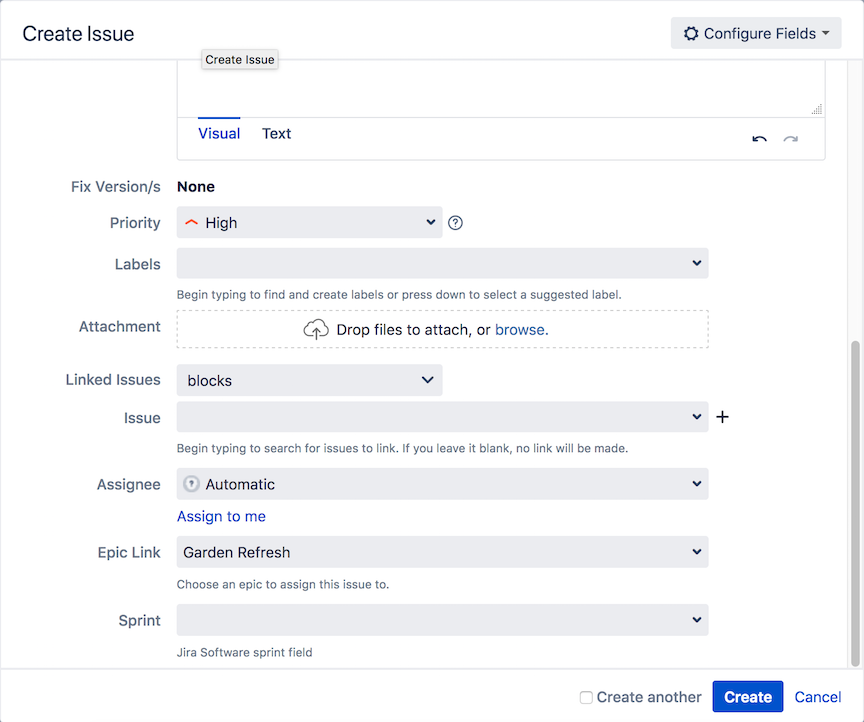 Create Issue
Configure Fields
Create Issue
Visual Text
Fix Version/s None
Priority High
Labels
Begin typing to find and create labels or press down to select a suggested label.
Attachment Drop files to attach, or browse.
Linked Issues blocks
Issue
Begin typing to search for issues to link. If you leave it blank, no link will be made.
Assignee Automatic
Assign to me
Epic Link Garden Refresh
Choose an epic to assign this issue to.
Sprint
Jira Software sprint field
Create another Create Cancel